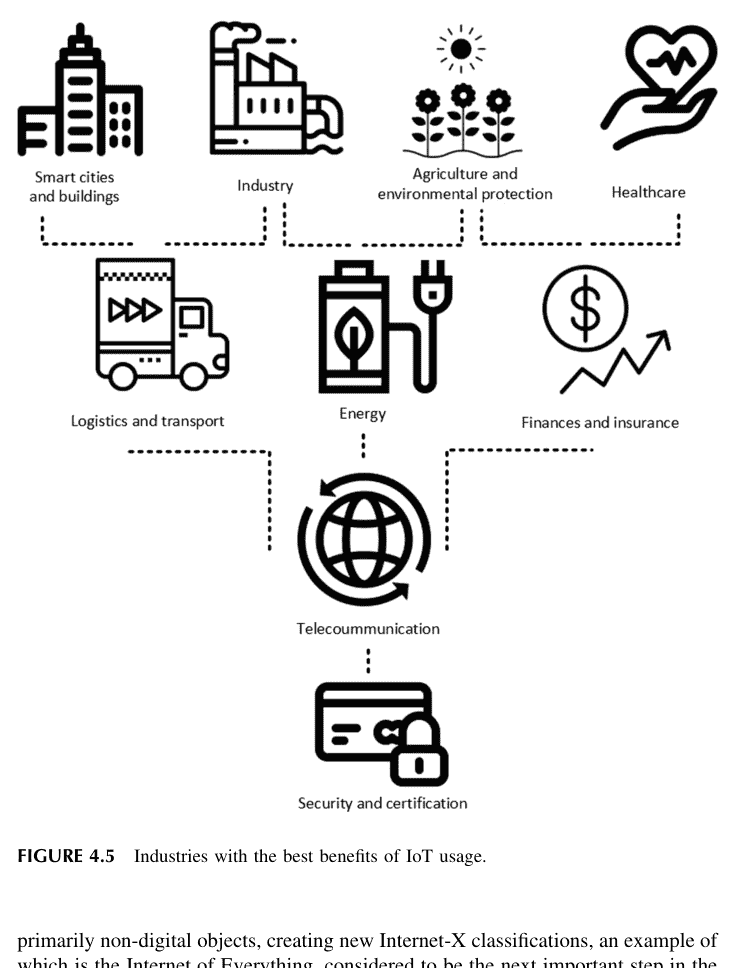 Smart cities
and buildings
Industry
Agriculture and
environmental protection
Healthcare
Logistics and transport
Energy
Finances and insurance
Telecoummunication
Security and certification
FIGURE 4.5 Industries with the best benefits of IoT usage.
primarily non-digital objects, creating new Internet-X classifications, an example of
which is the Internet of Everything, considered to be the next important step in the